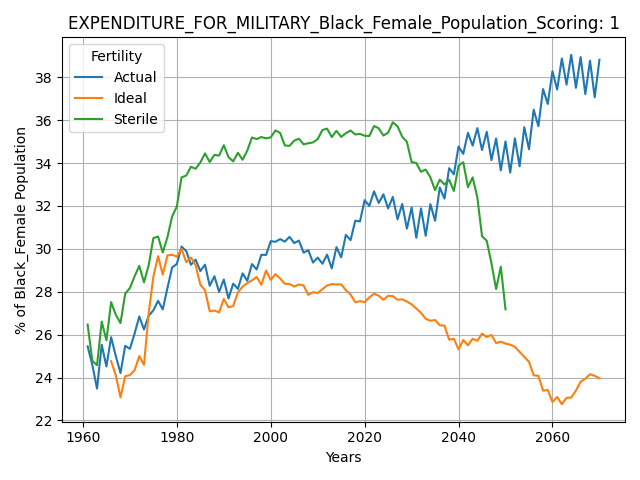 EXPENDITURE_FOR_MILITARY_Black_Female_Population_Scoring: 1
Fertility
Actual
Ideal
Sterile
% of Black_Female Population
38
36
34
32
30
28
26
24
22
1960
1980
2000
2020
2040
2060
Years